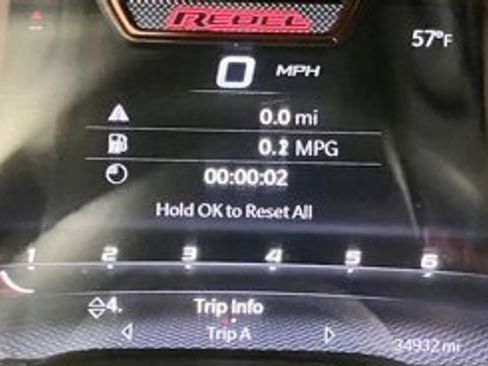 REBEL
57°F
0 MPH
0.0 mi
0.2 MPG
00:00:02
Hold OK to Reset All
1 2 3 4 5 6
4. Trip Info
Trip A
34932 mi